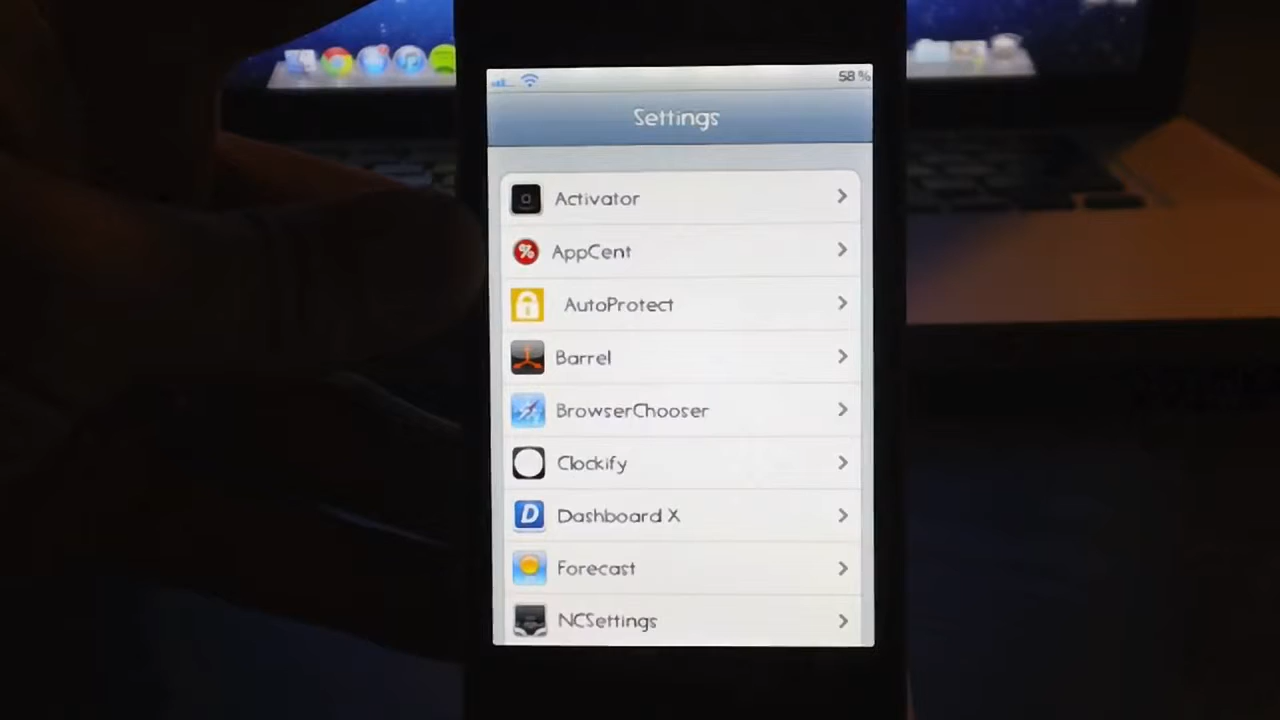 58 %
Settings
Activator
AppCent
AutoProtect
Barrel
BrowserChooser
Clockify
Dashboard X
Forecast
NCSettings